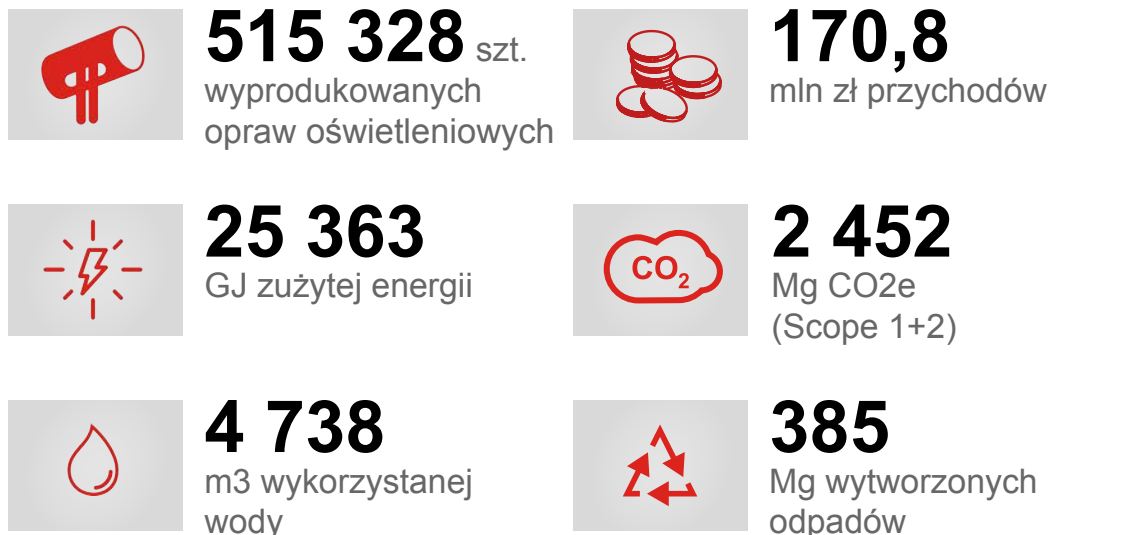 515 328 szt.
wyprodukowanych
opraw oświetleniowych
170,8
mln zł przychodów
25 363
GJ zużytej energii
CO2
2 452
Mg CO2e
(Scope 1+2)
4 738
m3 wykorzystanej
wody
385
Mg wytworzonych
odpadów